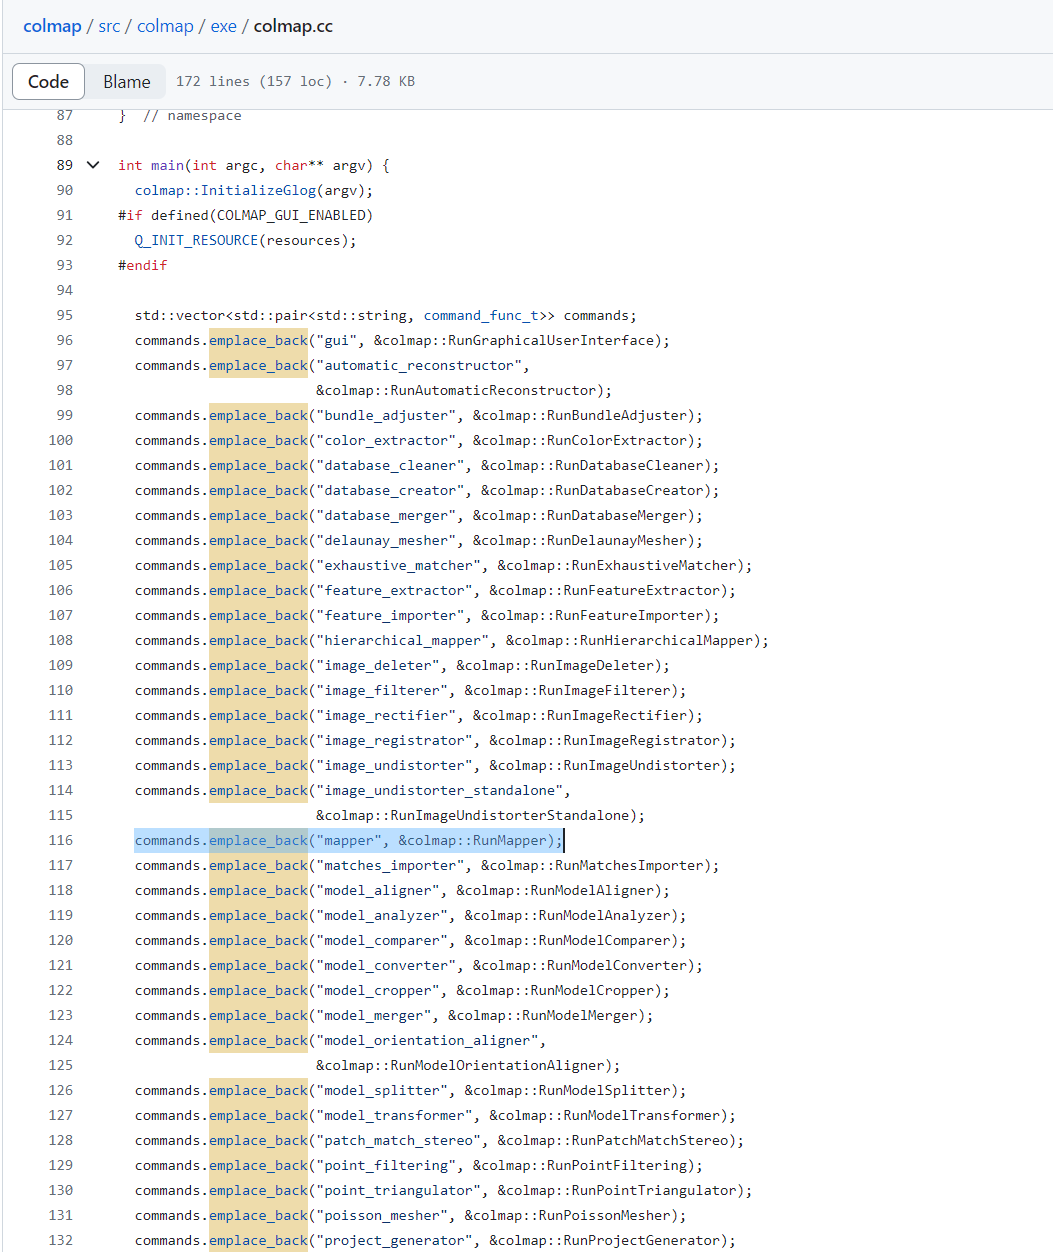 colmap / src / colmap / exe / colmap.cc
Code Blame 172 lines (157 loc) · 7.78 KB
87 } // namespace
88
89 int main(int argc, char** argv) {
90 colmap::InitializeGlog(argv);
91 #if defined(COLMAP_GUI_ENABLED)
92 Q_INIT_RESOURCE(resources);
93 #endif
94
95 std::vector<std::pair<std::string, command_func_t>> commands;
96 commands.emplace_back("gui", &colmap::RunGraphicalUserInterface);
97 commands.emplace_back("automatic_reconstructor",
98 &colmap::RunAutomaticReconstructor);
99 commands.emplace_back("bundle_adjuster", &colmap::RunBundleAdjuster);
100 commands.emplace_back("color_extractor", &colmap::RunColorExtractor);
101 commands.emplace_back("database_cleaner", &colmap::RunDatabaseCleaner);
102 commands.emplace_back("database_creator", &colmap::RunDatabaseCreator);
103 commands.emplace_back("database_merger", &colmap::RunDatabaseMerger);
104 commands.emplace_back("delaunay_mesher", &colmap::RunDelaunayMesher);
105 commands.emplace_back("exhaustive_matcher", &colmap::RunExhaustiveMatcher);
106 commands.emplace_back("feature_extractor", &colmap::RunFeatureExtractor);
107 commands.emplace_back("feature_importer", &colmap::RunFeatureImporter);
108 commands.emplace_back("hierarchical_mapper", &colmap::RunHierarchicalMapper);
109 commands.emplace_back("image_deleter", &colmap::RunImageDeleter);
110 commands.emplace_back("image_filterer", &colmap::RunImageFilterer);
111 commands.emplace_back("image_rectifier", &colmap::RunImageRectifier);
112 commands.emplace_back("image_registrator", &colmap::RunImageRegistrator);
113 commands.emplace_back("image_undistorter", &colmap::RunImageUndistorter);
114 commands.emplace_back("image_undistorter_standalone",
115 &colmap::RunImageUndistorterStandalone);
116 commands.emplace_back("mapper", &colmap::RunMapper);
117 commands.emplace_back("matches_importer", &colmap::RunMatchesImporter);
118 commands.emplace_back("model_aligner", &colmap::RunModelAligner);
119 commands.emplace_back("model_analyzer", &colmap::RunModelAnalyzer);
120 commands.emplace_back("model_comparer", &colmap::RunModelComparer);
121 commands.emplace_back("model_converter", &colmap::RunModelConverter);
122 commands.emplace_back("model_cropper", &colmap::RunModelCropper);
123 commands.emplace_back("model_merger", &colmap::RunModelMerger);
124 commands.emplace_back("model_orientation_aligner",
125 &colmap::RunModelOrientationAligner);
126 commands.emplace_back("model_splitter", &colmap::RunModelSplitter);
127 commands.emplace_back("model_transformer", &colmap::RunModelTransformer);
128 commands.emplace_back("patch_match_stereo", &colmap::RunPatchMatchStereo);
129 commands.emplace_back("point_filtering", &colmap::RunPointFiltering);
130 commands.emplace_back("point_triangulator", &colmap::RunPointTriangulator);
131 commands.emplace_back("poisson_mesher", &colmap::RunPoissonMesher);
132 commands.emplace_back("project_generator", &colmap::RunProjectGenerator);